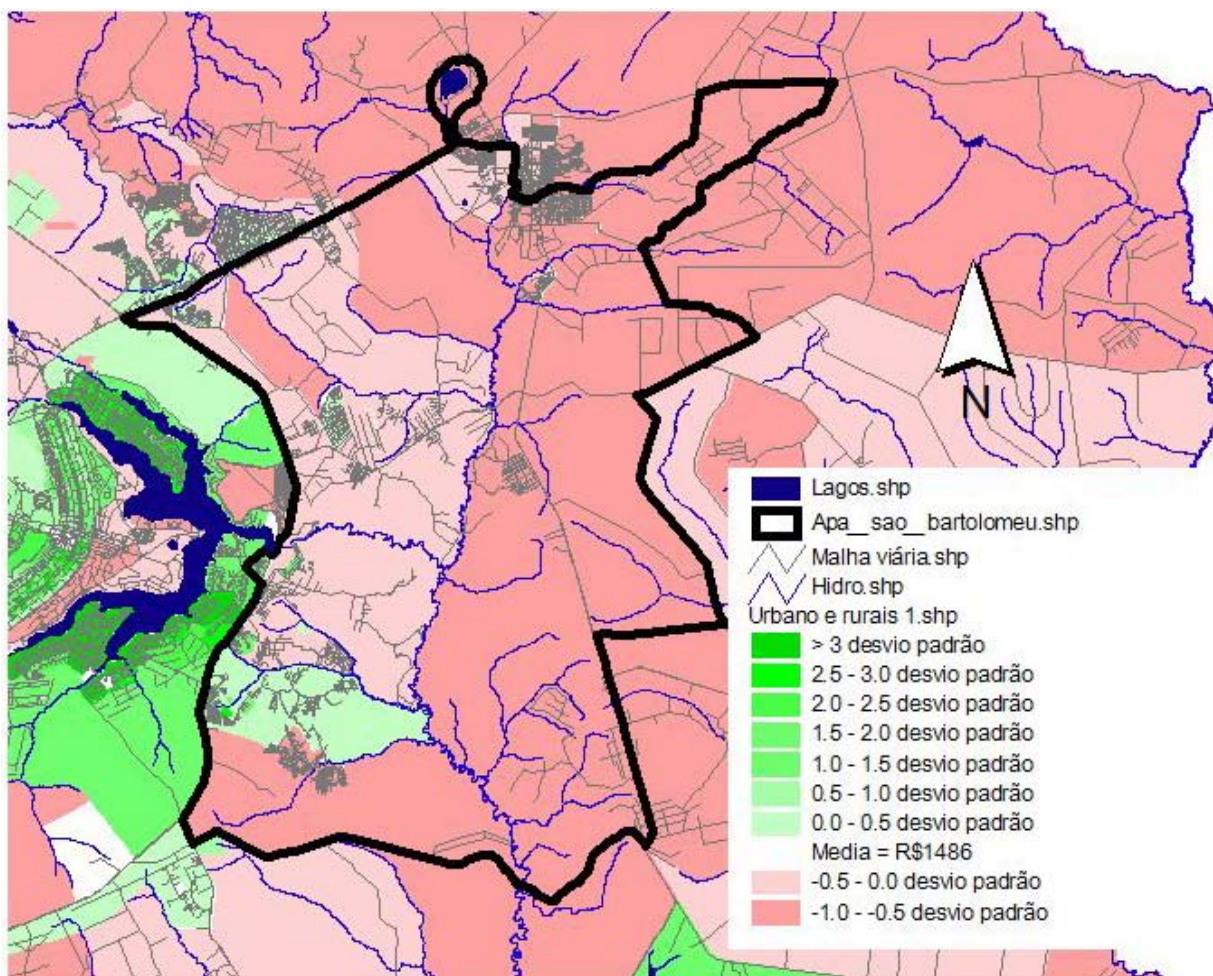 N
Lagos.shp
Apa__sao__bartolomeu.shp
Malha viária.shp
Hidro.shp
Urbano e rurais 1.shp
> 3 desvio padrão
2.5 - 3.0 desvio padrão
2.0 - 2.5 desvio padrão
1.5 - 2.0 desvio padrão
1.0 - 1.5 desvio padrão
0.5 - 1.0 desvio padrão
0.0 - 0.5 desvio padrão
Media = R$1486
-0.5 - 0.0 desvio padrão
-1.0 - -0.5 desvio padrão